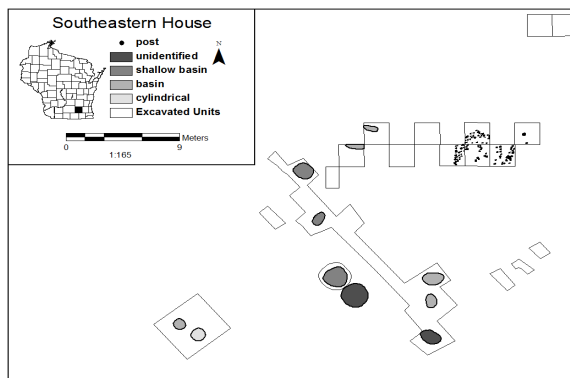 Southeastern House
N
post
unidentified
shallow basin
basin
cylindrical
Excavated Units
Meters
0 9
1:165